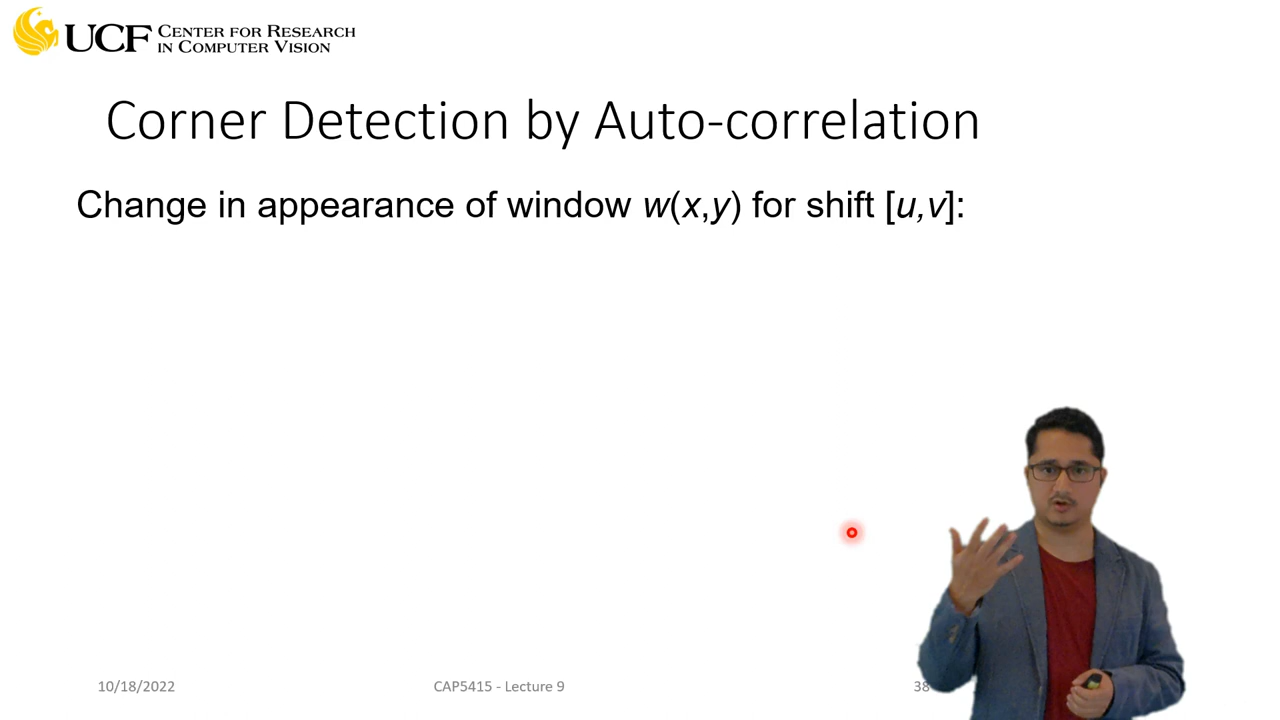 UCF CENTER FOR RESEARCH
IN COMPUTER VISION
Corner Detection by Auto-correlation
Change in appearance of window w(x,y) for shift [u,v]:
10/18/2022
CAP5415 - Lecture 9
38